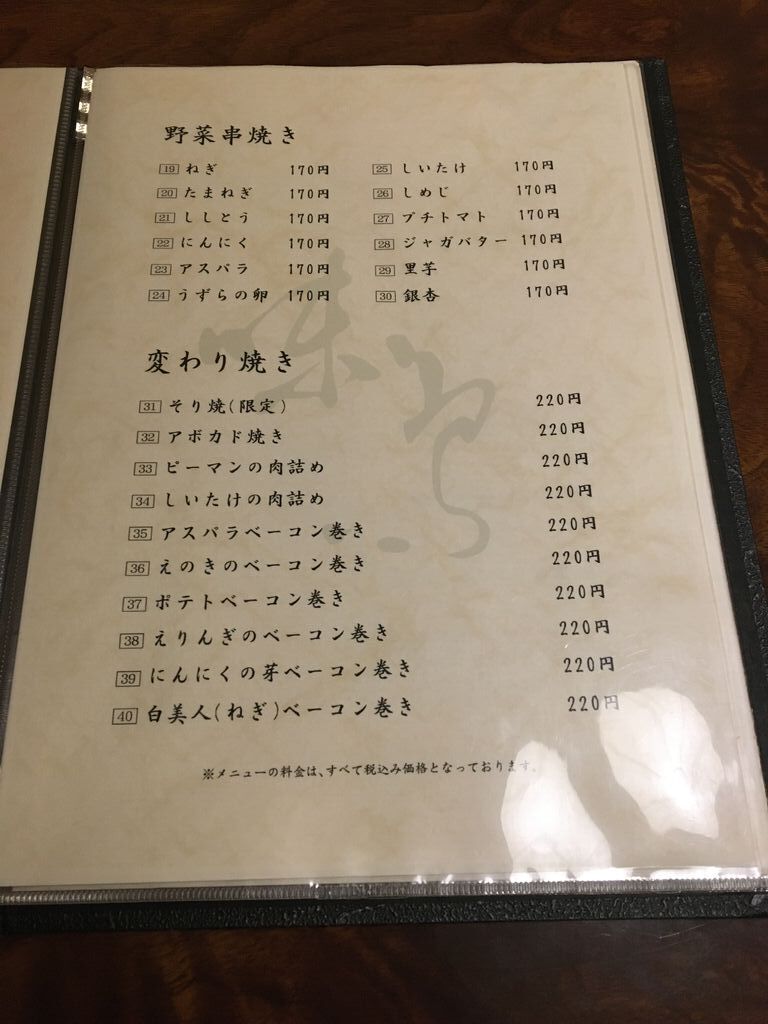 野菜串焼き
19 ねぎ 170円
20 たまねぎ 170円
21 ししとう 170円
22 にんにく 170円
23 アスパラ 170円
24 うずらの卵 170円
25 しいたけ 170円
26 しめじ 170円
27 プチトマト 170円
28 ジャガバター 170円
29 里芋 170円
30 銀杏 170円
変わり焼き
31 そり焼(限定) 220円
32 アボカド焼き 220円
33 ピーマンの肉詰め 220円
34 しいたけの肉詰め 220円
35 アスパラベーコン巻き 220円
36 えのきのベーコン巻き 220円
37 ポテトベーコン巻き 220円
38 えりんぎのベーコン巻き 220円
39 にんにくの芽ベーコン巻き 220円
40 白美人(ねぎ)ベーコン巻き 220円
※メニューの料金は、すべて税込み価格となっております。